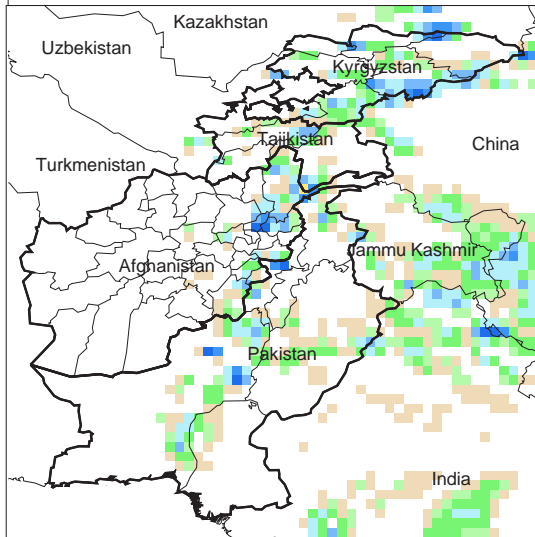 Kazakhstan
Uzbekistan
Kyrgyzstan
Tajikistan
China
Turkmenistan
Jammu Kashmir
Afghanistan
Pakistan
India